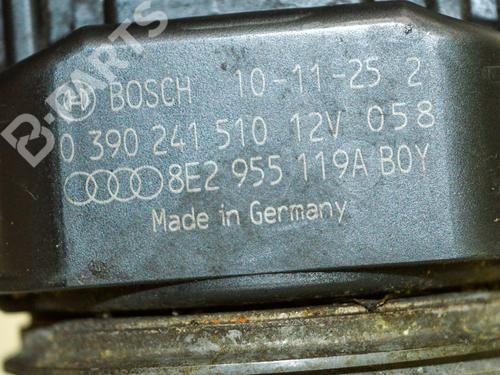 B-PARTS
BOSCH 10-11-25 2
0 390 241 510 12V 058
8E2 955 119A BOY
Made in Germany